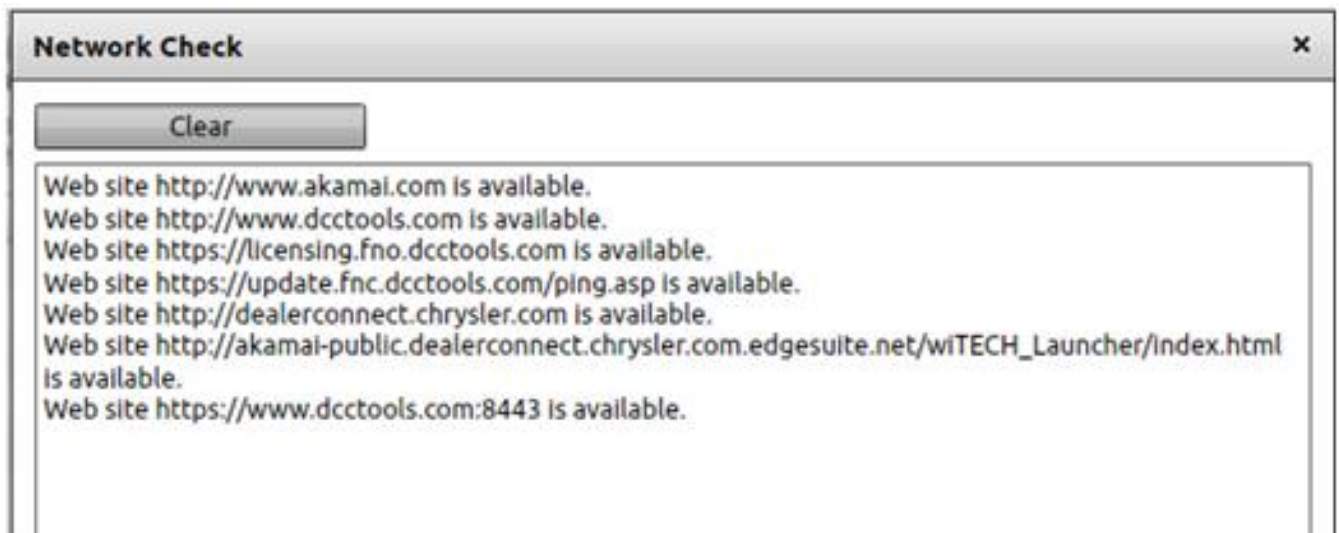 Network Check
×
Clear
Web site http://www.akamai.com is available.
Web site http://www.dcctools.com is available.
Web site https://licensing.fno.dcctools.com is available.
Web site https://update.fnc.dcctools.com/ping.asp is available.
Web site http://dealerconnect.chrysler.com is available.
Web site http://akamai-public.dealerconnect.chrysler.com.edgesuite.net/wiTECH_Launcher/index.html
is available.
Web site https://www.dcctools.com:8443 is available.